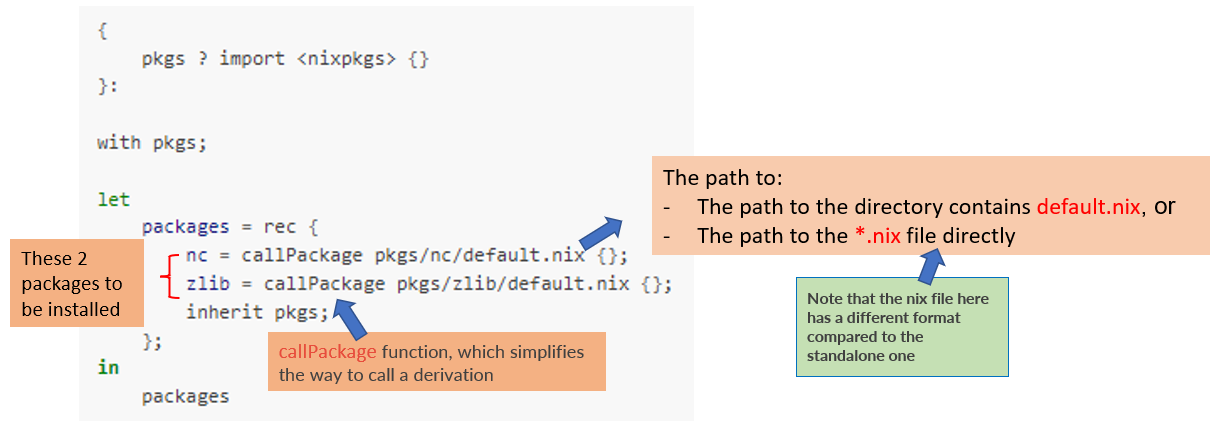 {
pkgs ? import <nixpkgs> {}
}:
with pkgs;
let
packages = rec {
nc = callPackage pkgs/nc/default.nix {};
zlib = callPackage pkgs/zlib/default.nix {};
inherit pkgs;
};
in
packages
These 2
packages to
be installed
callPackage function, which simplifies
the way to call a derivation
The path to:
- The path to the directory contains default.nix, or
- The path to the *.nix file directly
Note that the nix file here
has a different format
compared to the
standalone one